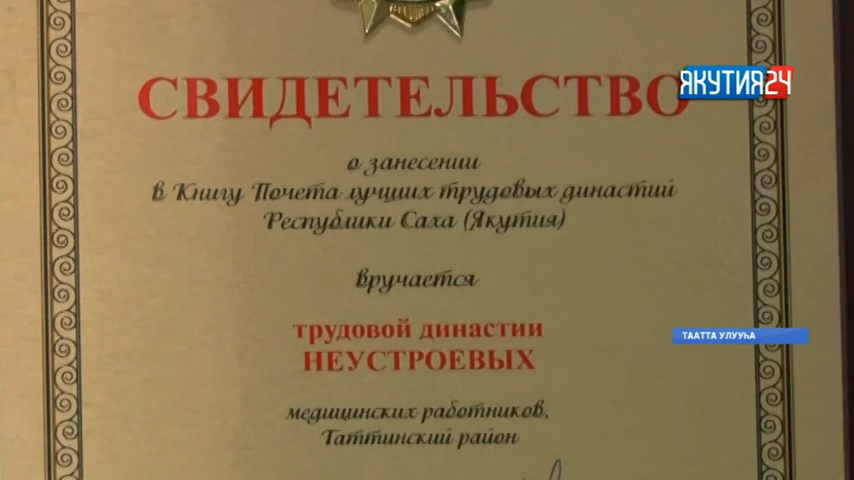 СВИДЕТЕЛЬСТВО
ЯКУТИЯ24
о занесении
в Книгу Почета лучших трудовых династий
Республики Саха (Якутия)
вручается
трудовой династии
НЕУСТРОЕВЫХ
ТААТТА УЛУУҺА
медицинских работников,
Таттинский район